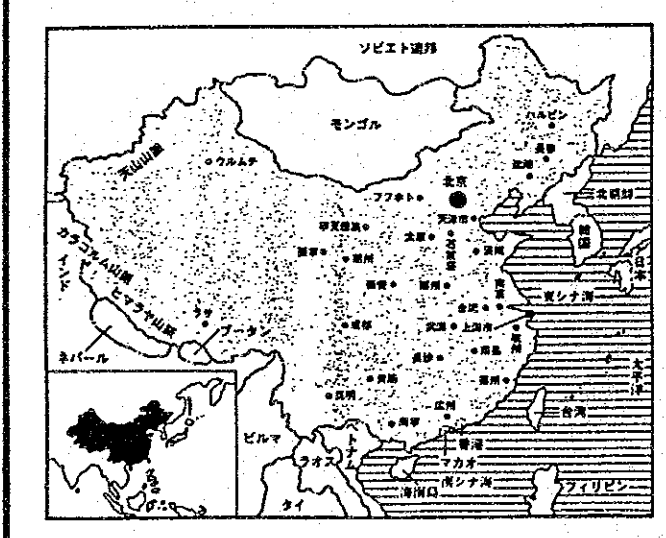 ソビエト連邦
モンゴル
ハルビン
長春
瀋陽
天山山脈
ウルムチ
北京
フフホト
北朝鮮
天津市
韓国
太原
石家荘
済南
日本
西寧
蘭州
カラコルム山脈
インド
西安
鄭州
南京
合肥
東シナ海
ヒマラヤ山脈
ラサ
ブータン
成都
武漢
上海市
杭州
ネパール
長沙
南昌
太平洋
貴陽
福州
昆明
広州
台湾
南寧
ビルマ
ベトナム
香港
ラオス
マカオ
海南島
南シナ海
フィリピン
タイ